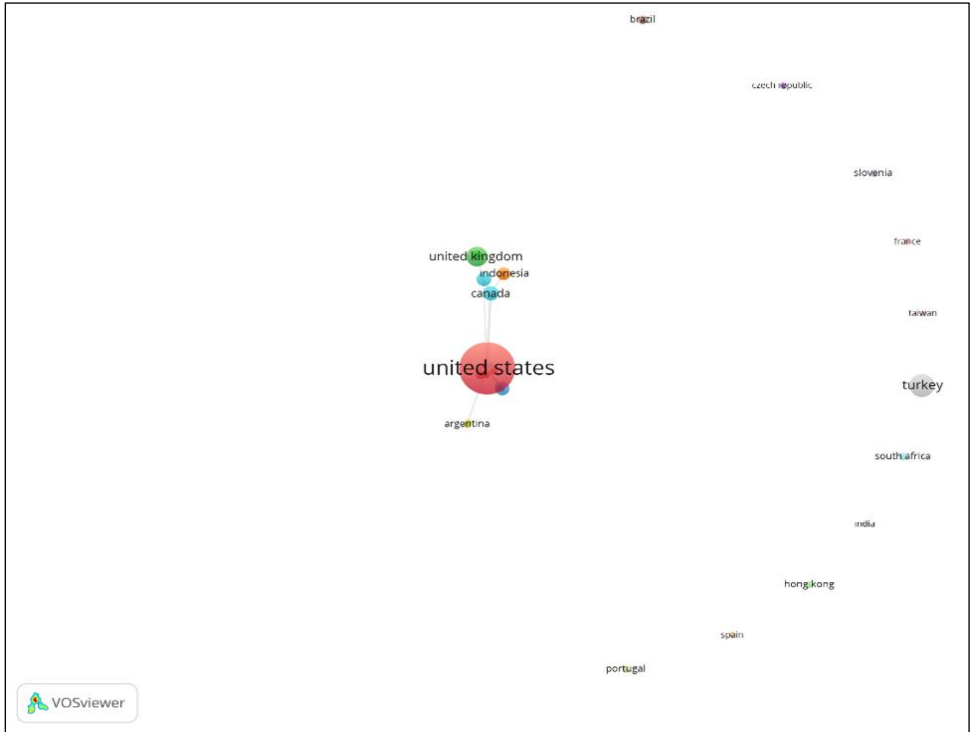 brazil
czech republic
slovenia
france
united kingdom
indonesia
canada
taiwan
united states
turkey
argentina
south africa
india
hong kong
spain
portugal
VOSviewer